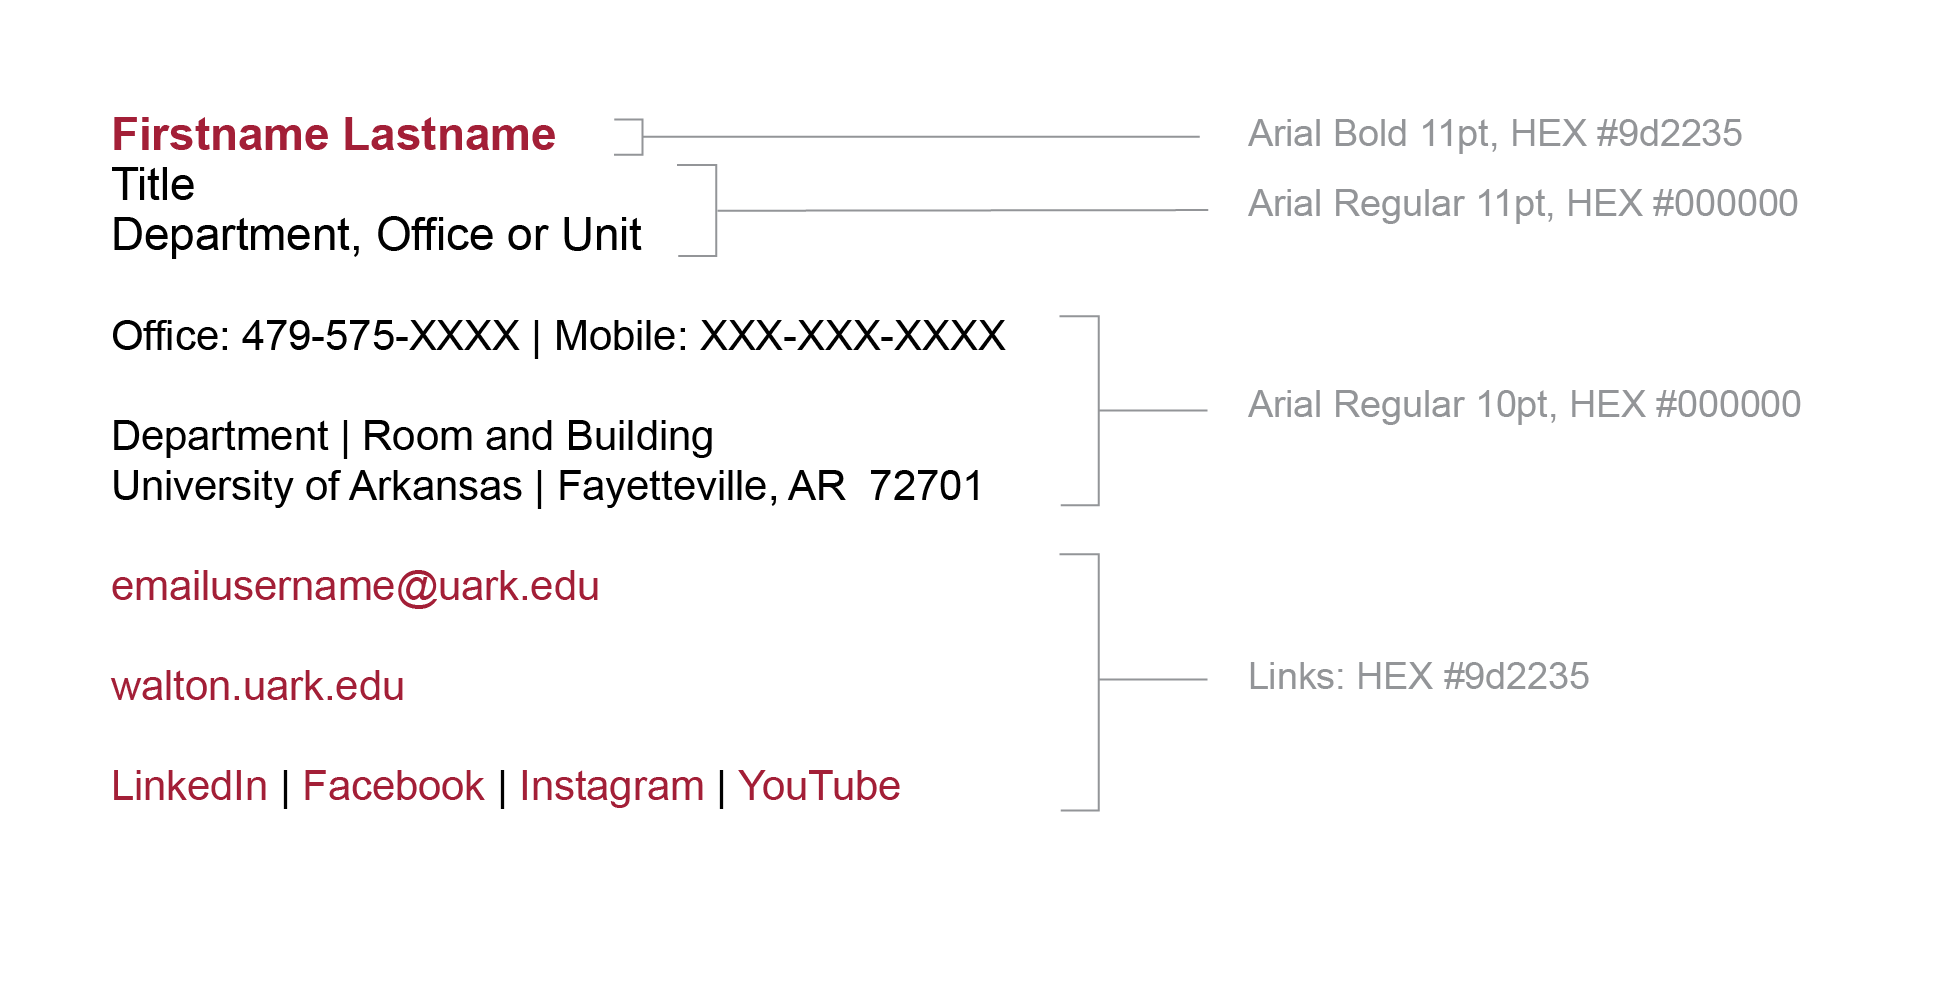 Firstname Lastname
Arial Bold 11pt, HEX #9d2235
Title
Department, Office or Unit
Arial Regular 11pt, HEX #000000
Office: 479-575-XXXX | Mobile: XXX-XXX-XXXX
Department | Room and Building
University of Arkansas | Fayetteville, AR  72701
Arial Regular 10pt, HEX #000000
emailusername@uark.edu
walton.uark.edu
LinkedIn | Facebook | Instagram | YouTube
Links: HEX #9d2235